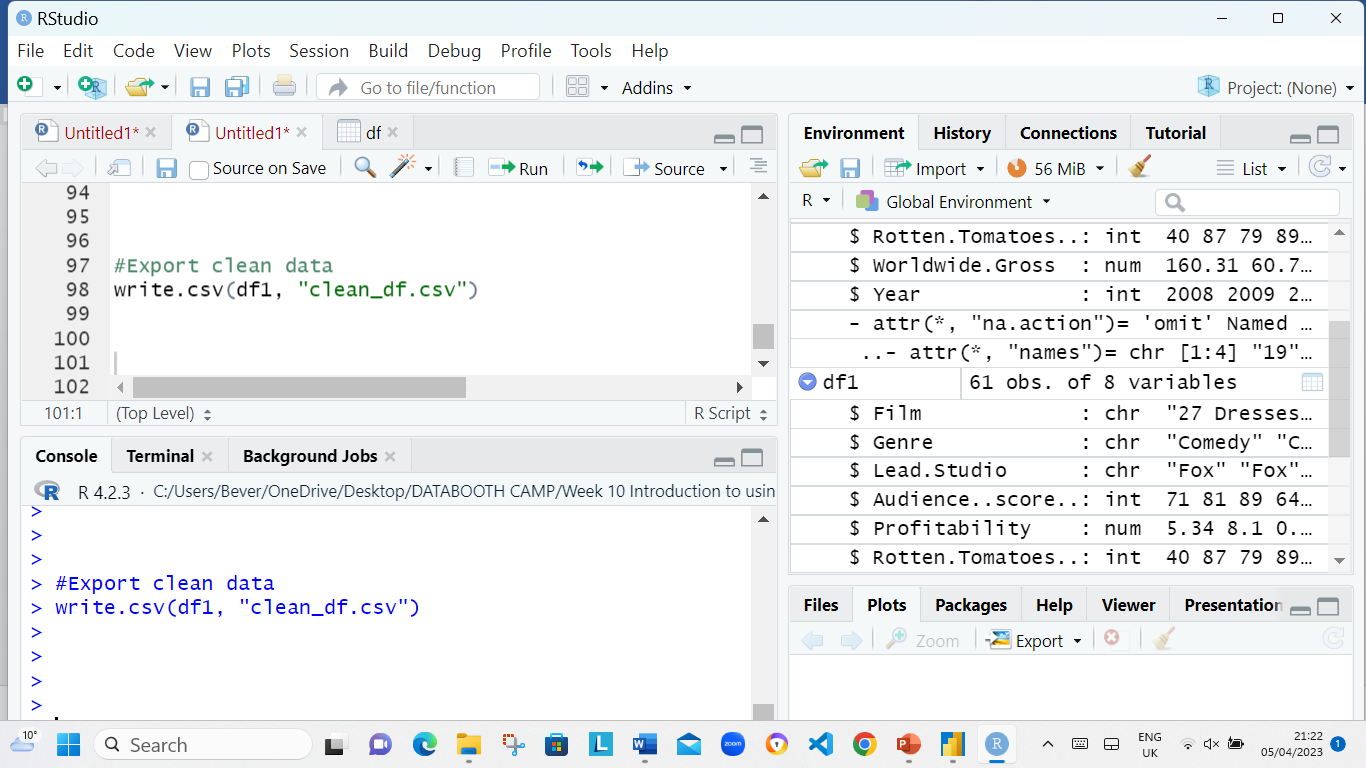 RStudio
File Edit Code View Plots Session Build Debug Profile Tools Help
Go to file/function Addins Project: (None)
Untitled1* Untitled1* df
Source on Save Run Source
94
95
96
97 #Export clean data
98 write.csv(df1, "clean_df.csv")
99
100
101
102
101:1 (Top Level) R Script
Console Terminal Background Jobs
R 4.2.3 · C:/Users/Bever/OneDrive/Desktop/DATABOOTH CAMP/Week 10 Introduction to usin
>
>
>
> #Export clean data
> write.csv(df1, "clean_df.csv")
>
>
>
>
Environment History Connections Tutorial
Import 56 MiB List
R Global Environment
$ Rotten.Tomatoes..: int 40 87 79 89…
$ Worldwide.Gross : num 160.31 60.7…
$ Year : int 2008 2009 2…
- attr(*, "na.action")= 'omit' Named …
..- attr(*, "names")= chr [1:4] "19"…
df1 61 obs. of 8 variables
$ Film : chr "27 Dresses…
$ Genre : chr "Comedy" "C…
$ Lead.Studio : chr "Fox" "Fox"…
$ Audience..score..: int 71 81 89 64…
$ Profitability : num 5.34 8.1 0.…
$ Rotten.Tomatoes..: int 40 87 79 89…
Files Plots Packages Help Viewer Presentation
Zoom Export
10° Search zoom ENG UK 21:22 05/04/2023 1